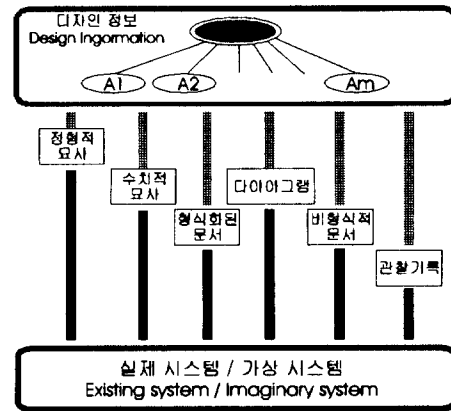 디자인 정보
Design Ingormation
A1 A2 Am
정형적
묘사
수치적
묘사
형식화된
문서
다이아그램
비형식적
문서
관찰기록
실제 시스템 / 가상 시스템
Existing system / Imaginary system